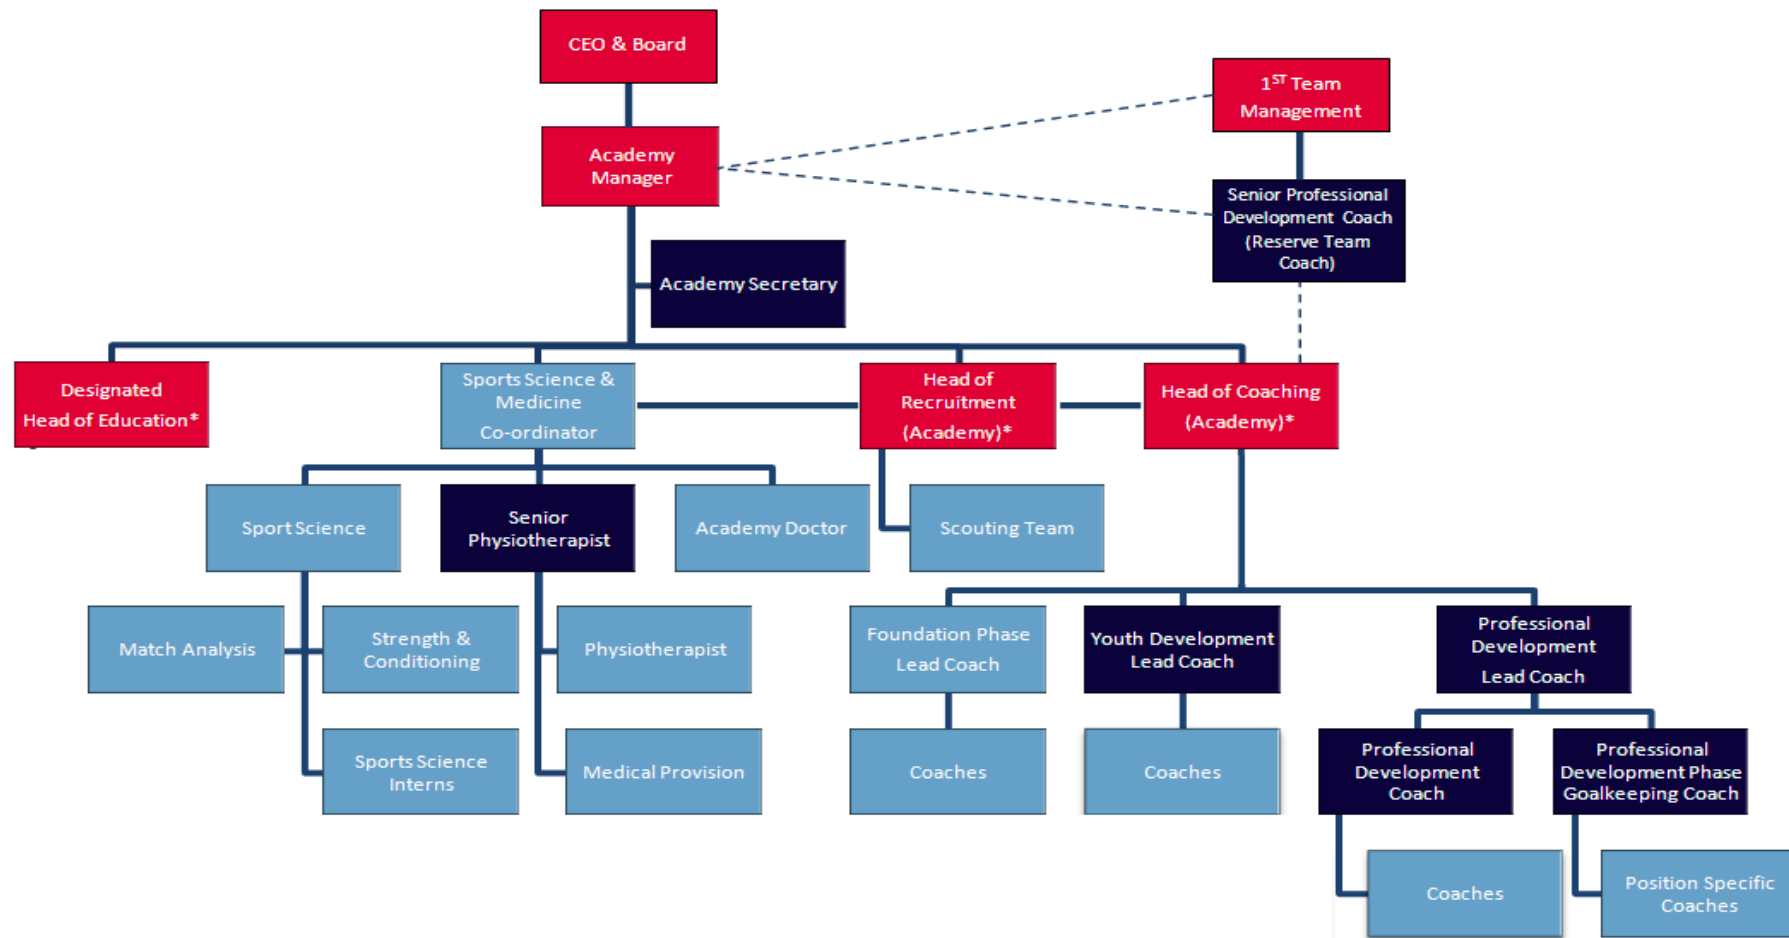 CEO & Board
1ST Team
Management
Academy
Manager
Senior Professional
Development Coach
(Reserve Team
Coach)
Academy Secretary
Designated
Head of Education*
Sports Science &
Medicine
Co-ordinator
Head of
Recruitment
(Academy)*
Head of Coaching
(Academy)*
Sport Science
Senior
Physiotherapist
Academy Doctor
Scouting Team
Match Analysis
Strength &
Conditioning
Physiotherapist
Foundation Phase
Lead Coach
Youth Development
Lead Coach
Professional
Development
Lead Coach
Sports Science
Interns
Medical Provision
Coaches
Coaches
Professional
Development
Coach
Professional
Development Phase
Goalkeeping Coach
Coaches
Position Specific
Coaches